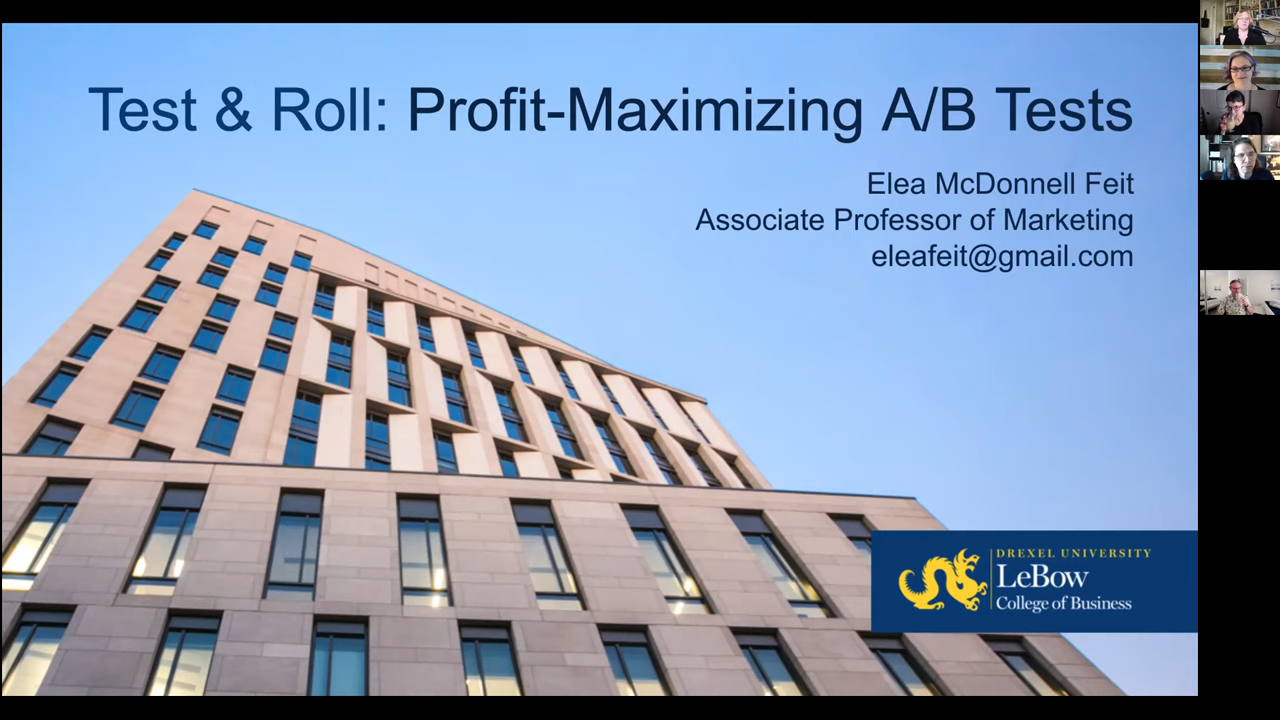 Test & Roll: Profit-Maximizing A/B Tests
Elea McDonnell Feit
Associate Professor of Marketing
eleafeit@gmail.com
DREXEL UNIVERSITY
LeBow
College of Business